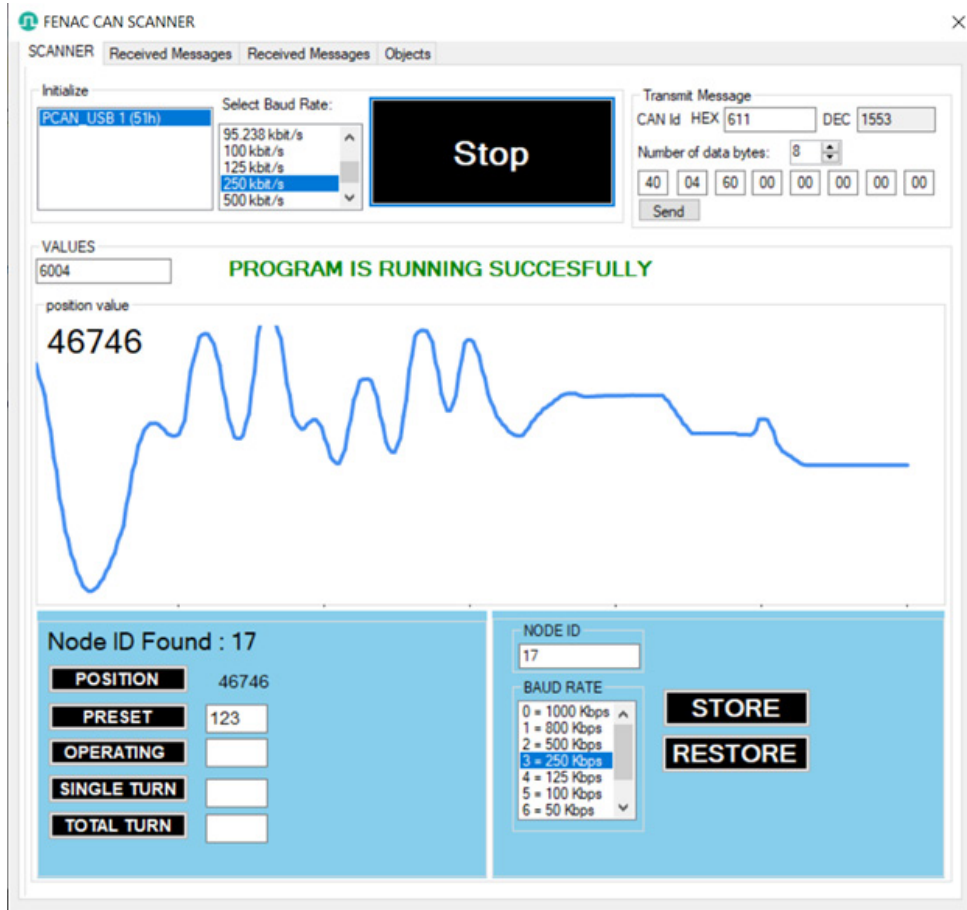 FENAC CAN SCANNER
SCANNER Received Messages Received Messages Objects
Initialize
PCAN_USB 1 (51h)
Select Baud Rate:
95.238 kbit/s
100 kbit/s
125 kbit/s
250 kbit/s
500 kbit/s
Stop
Transmit Message
CAN Id HEX 611 DEC 1553
Number of data bytes: 8
40 04 60 00 00 00 00 00
Send
VALUES
6004
PROGRAM IS RUNNING SUCCESFULLY
position value
46746
Node ID Found : 17
POSITION 46746
PRESET 123
OPERATING
SINGLE TURN
TOTAL TURN
NODE ID
17
BAUD RATE
0 = 1000 Kbps
1 = 800 Kbps
2 = 500 Kbps
3 = 250 Kbps
4 = 125 Kbps
5 = 100 Kbps
6 = 50 Kbps
STORE
RESTORE